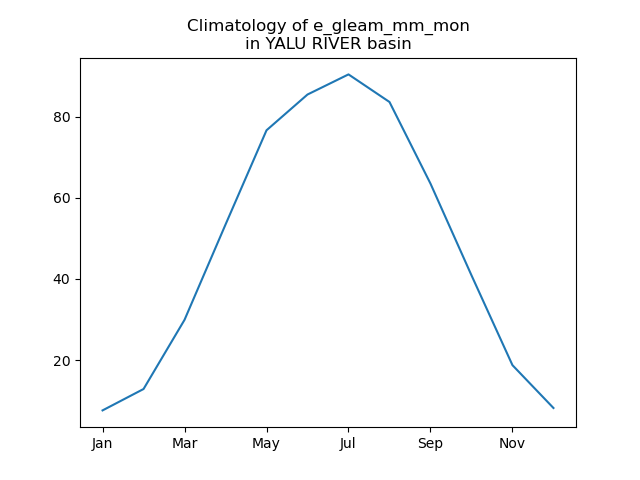 Climatology of e_gleam_mm_mon
in YALU RIVER basin
80
60
40
20
Jan
Mar
May
Jul
Sep
Nov